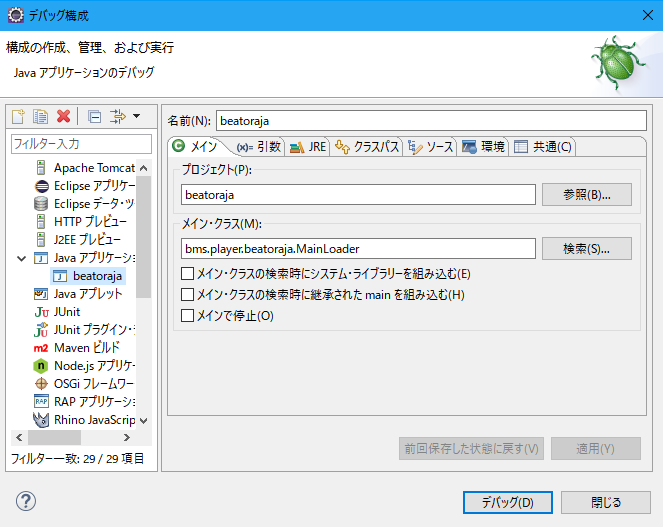 デバッグ構成
構成の作成、管理、および実行
Java アプリケーションのデバッグ
フィルター入力
Apache Tomcat
Eclipse アプリケー
Eclipse データ・ツ
HTTP プレビュー
J2EE プレビュー
Java アプリケーショ
beatoraja
Java アプレット
JUnit
JUnit プラグイン・
Maven ビルド
Node.js アプリケー
OSGi フレームワー
RAP アプリケーショ
Rhino JavaScrip
フィルター一致: 29 / 29 項目
名前(N): beatoraja
メイン (x)= 引数 JRE クラスパス ソース 環境 共通(C)
プロジェクト(P):
beatoraja 参照(B)...
メイン・クラス(M):
bms.player.beatoraja.MainLoader 検索(S)...
メイン・クラスの検索時にシステム・ライブラリーを組み込む(E)
メイン・クラスの検索時に継承された main を組み込む(H)
メインで停止(O)
前回保存した状態に戻す(V) 適用(Y)
デバッグ(D) 閉じる